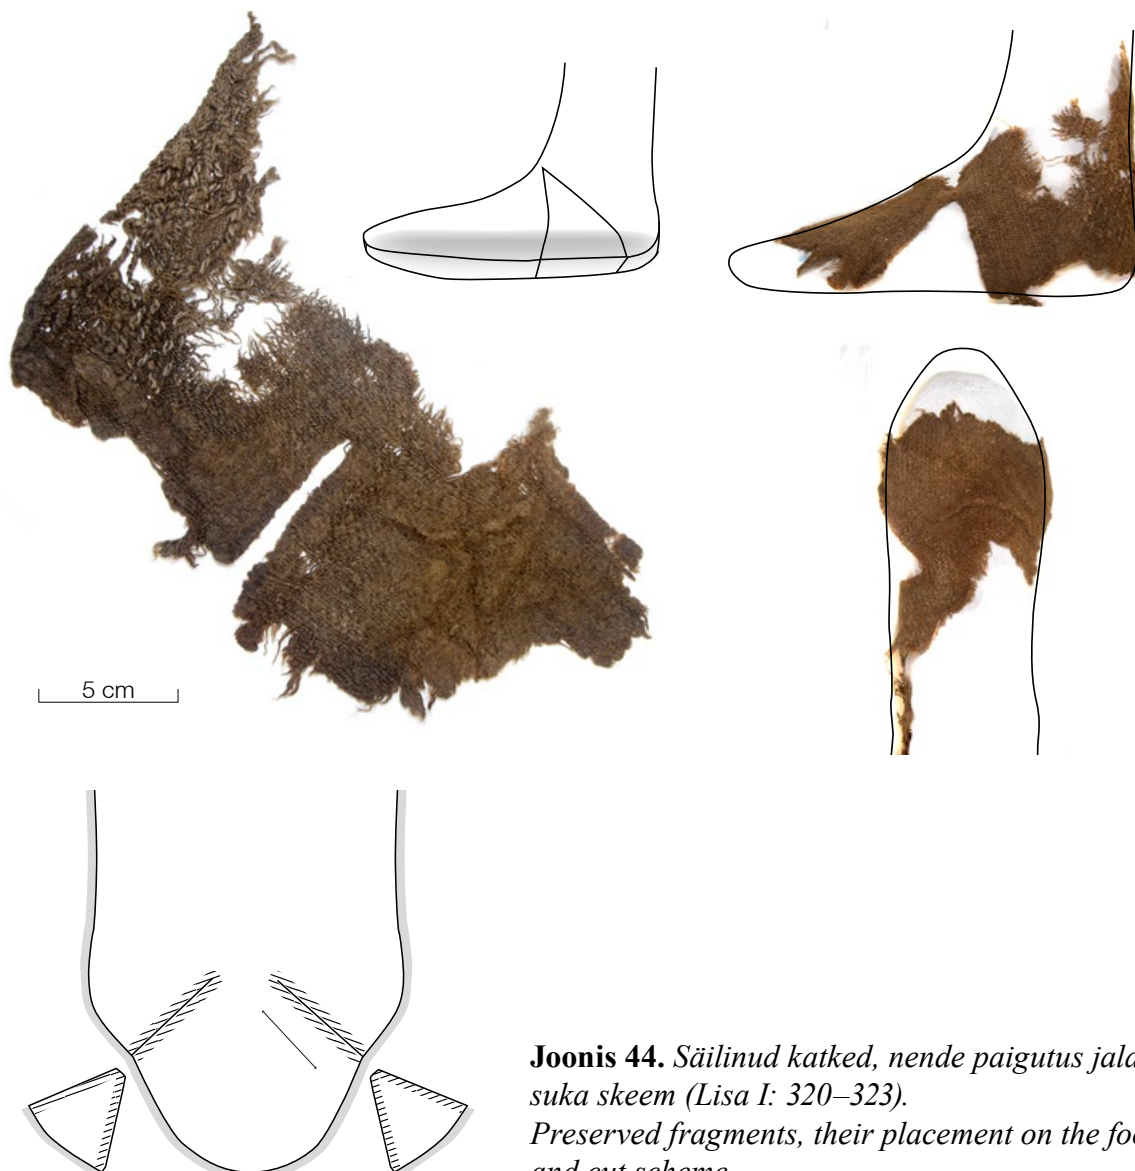 5 cm
Joonis 44. Säilinud katked, nende paigutus
suka skeem (Lisa I: 320–323).
Preserved fragments, their placement on the
and cut scheme.